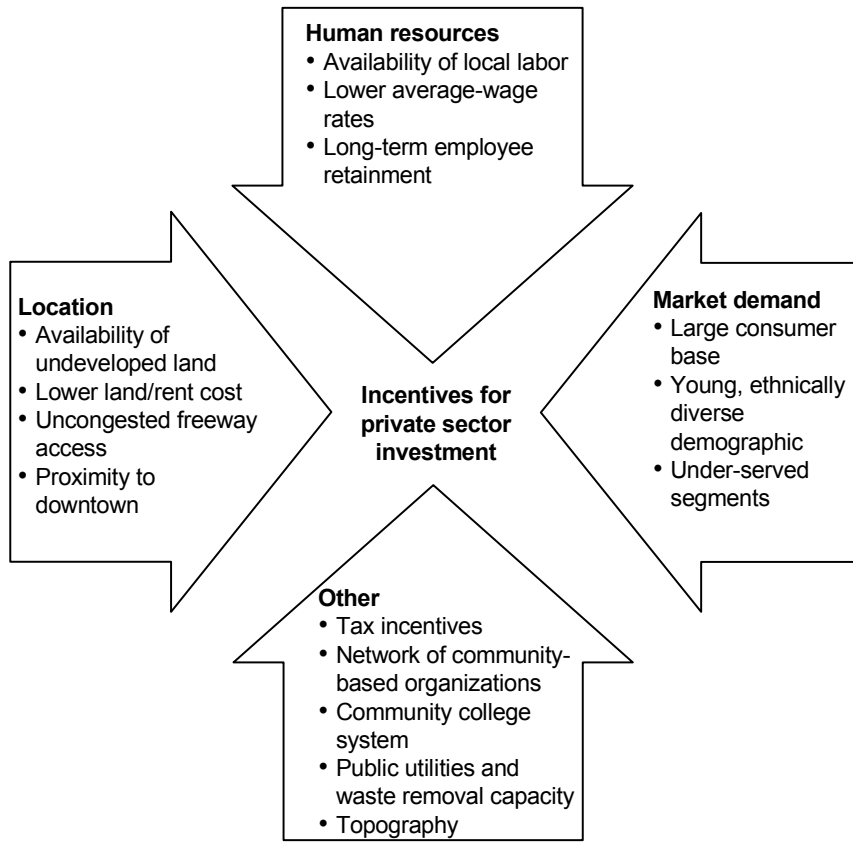 Human resources
• Availability of local labor
• Lower average-wage
rates
• Long-term employee
retainment
Location
• Availability of
undeveloped land
• Lower land/rent cost
• Uncongested freeway
access
• Proximity to
downtown
Incentives for
private sector
investment
Market demand
• Large consumer
base
• Young, ethnically
diverse
demographic
• Under-served
segments
Other
• Tax incentives
• Network of community-
based organizations
• Community college
system
• Public utilities and
waste removal capacity
• Topography